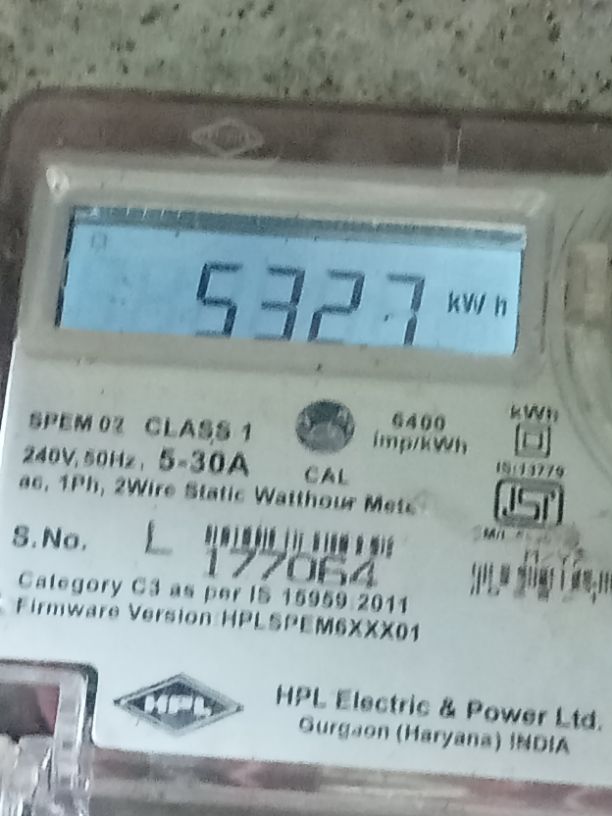 5327 kWh
SPEM 02 CLASS 1
6400
imp/kWh
kWh
240V, 50Hz, 5-30A
CAL
IS:13779
ac, 1Ph, 2Wire Static Watthour Meter
ISI
S.No. L 177064
Category C3 as per IS 15959:2011
Firmware Version HPLSPEM6XXX01
HPL
HPL Electric & Power Ltd.
Gurgaon (Haryana) INDIA